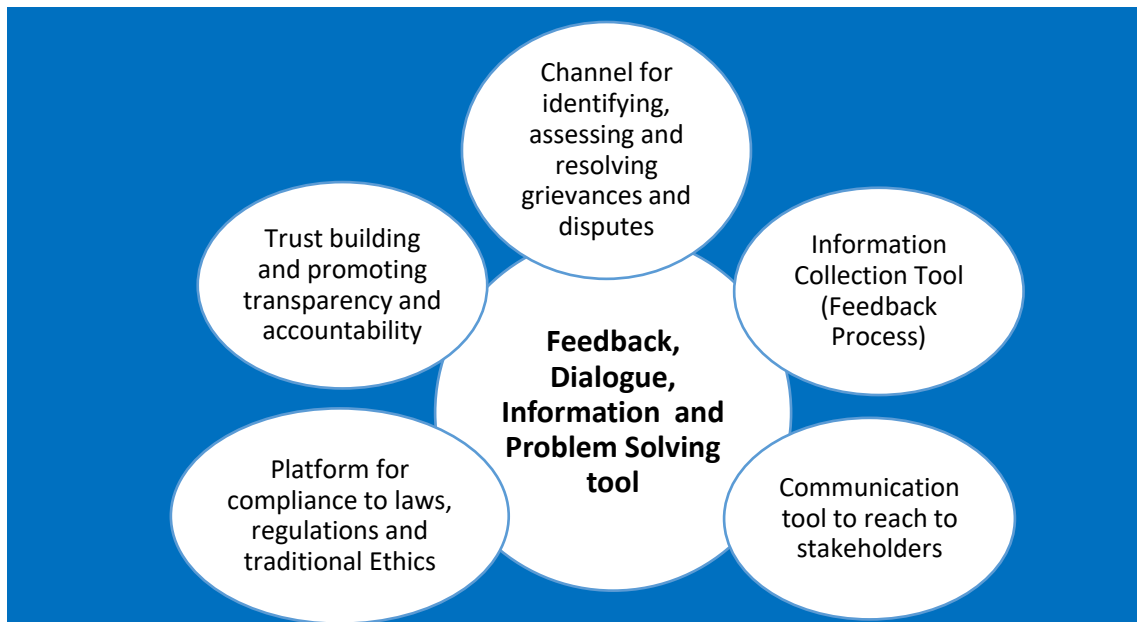 Channel for
identifying,
assessing and
resolving
grievances and
disputes
Trust building
and promoting
transparency and
accountability
Information
Collection Tool
(Feedback
Process)
Feedback,
Dialogue,
Information and
Problem Solving
tool
Platform for
compliance to laws,
regulations and
traditional Ethics
Communication
tool to reach to
stakeholders